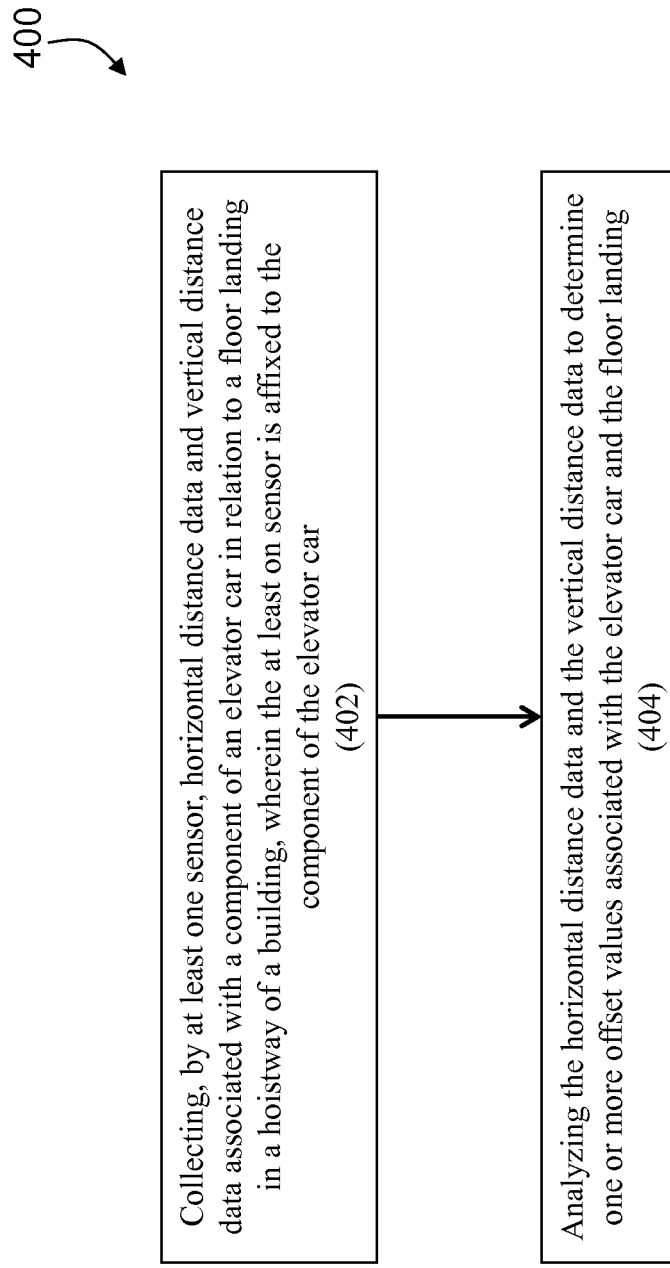 400
Collecting, by at least one sensor, horizontal distance data and vertical distance
data associated with a component of an elevator car in relation to a floor landing
in a hoistway of a building, wherein the at least on sensor is affixed to the
component of the elevator car
(402)
Analyzing the horizontal distance data and the vertical distance data to determine
one or more offset values associated with the elevator car and the floor landing
(404)